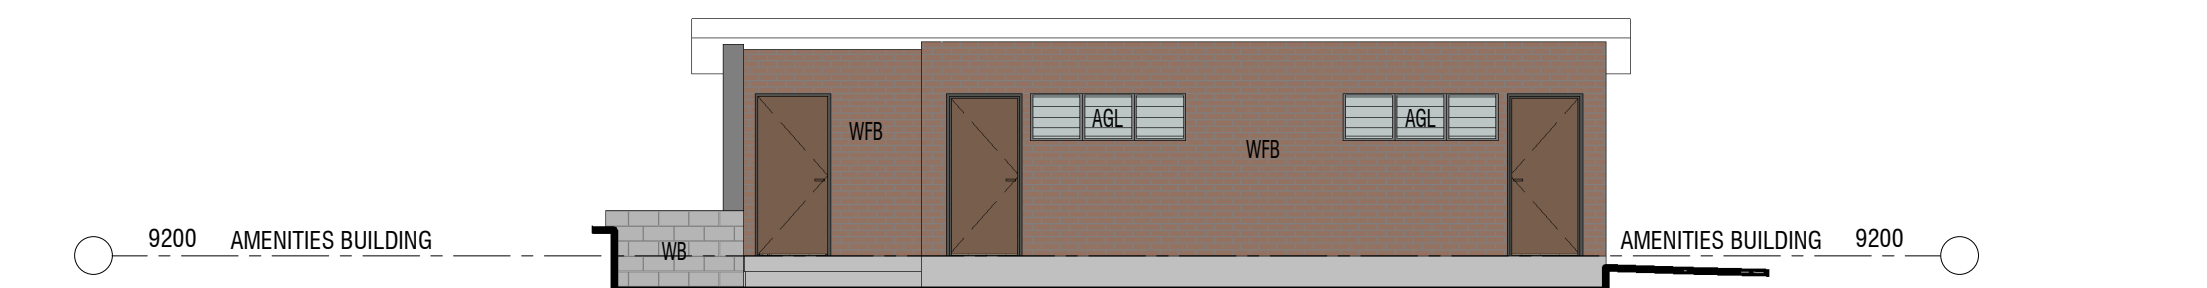 AGL
AGL
WFB
WFB
9200 AMENITIES BUILDING
AMENITIES BUILDING 9200
WB